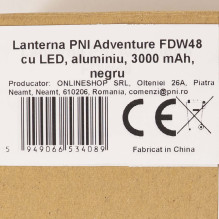 Lanterna PNI Adventure FDW48
cu LED, aluminiu, 3000 mAh,
negru
Producator: ONLINESHOP SRL, Olteniei 26A, Piatra
Neamt, Neamt, 610206, Romania, comenzi@pni.ro
5 949066 534089
CE
Fabricat in China